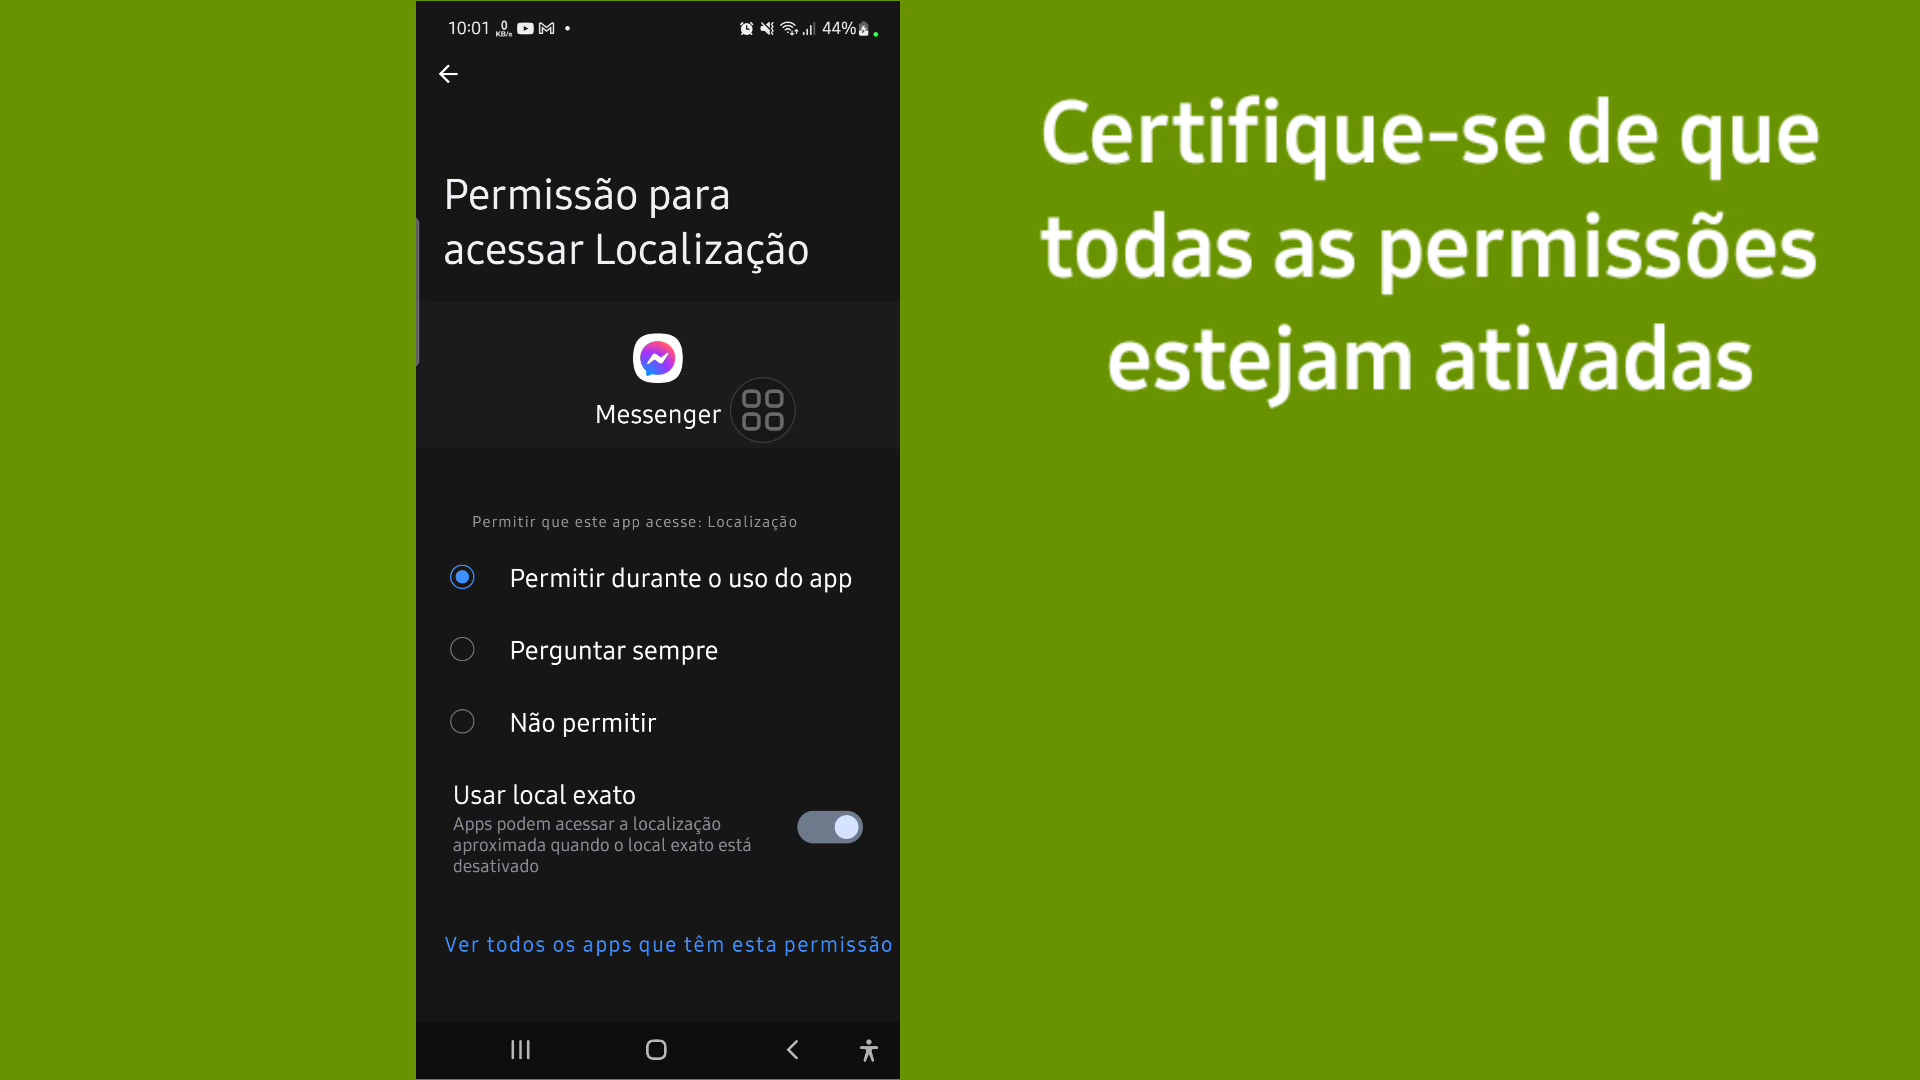 10:01 0 KB/s 44%
Permissão para
acessar Localização
Messenger
Permitir que este app acesse: Localização
Permitir durante o uso do app
Perguntar sempre
Não permitir
Usar local exato
Apps podem acessar a localização
aproximada quando o local exato está
desativado
Ver todos os apps que têm esta permissão
Certifique-se de que
todas as permissões
estejam ativadas